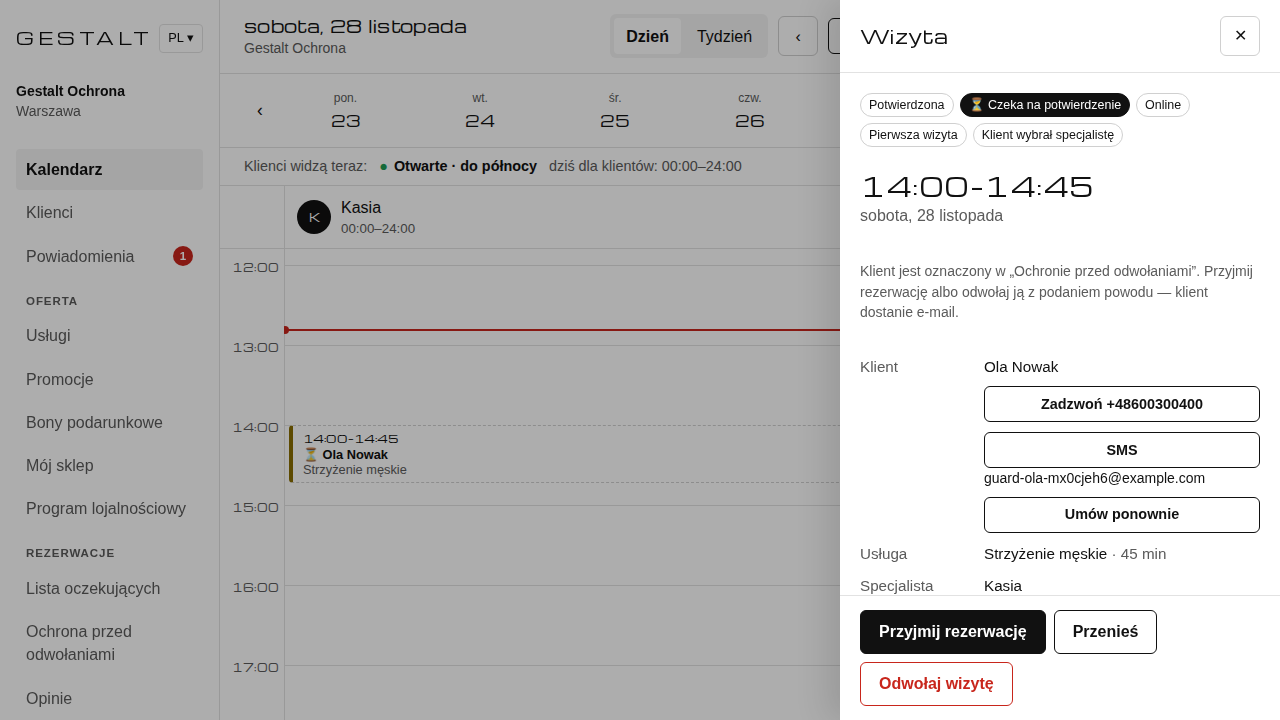 GESTALT
PL ▾
Gestalt Ochrona
Warszawa
Kalendarz
Klienci
Powiadomienia
1
OFERTA
Usługi
Promocje
Bony podarunkowe
Mój sklep
Program lojalnościowy
REZERWACJE
Lista oczekujących
Ochrona przed
odwołaniami
Opinie
sobota, 28 listopada
Gestalt Ochrona
Dzień
Tydzień
‹
‹
pon.
23
wt.
24
śr.
25
czw.
26
Klienci widzą teraz: ● Otwarte · do północy dziś dla klientów: 00:00–24:00
K
Kasia
00:00–24:00
12:00
13:00
14:00
14:00-14:45
⏳ Ola Nowak
Strzyżenie męskie
15:00
16:00
17:00
Wizyta
✕
Potwierdzona
⏳ Czeka na potwierdzenie
Online
Pierwsza wizyta
Klient wybrał specjalistę
14:00-14:45
sobota, 28 listopada
Klient jest oznaczony w „Ochronie przed odwołaniami”. Przyjmij
rezerwację albo odwołaj ją z podaniem powodu — klient
dostanie e-mail.
Klient
Ola Nowak
Zadzwoń +48600300400
SMS
guard-ola-mx0cjeh6@example.com
Umów ponownie
Usługa
Strzyżenie męskie · 45 min
Specjalista
Kasia
Przyjmij rezerwację
Przenieś
Odwołaj wizytę